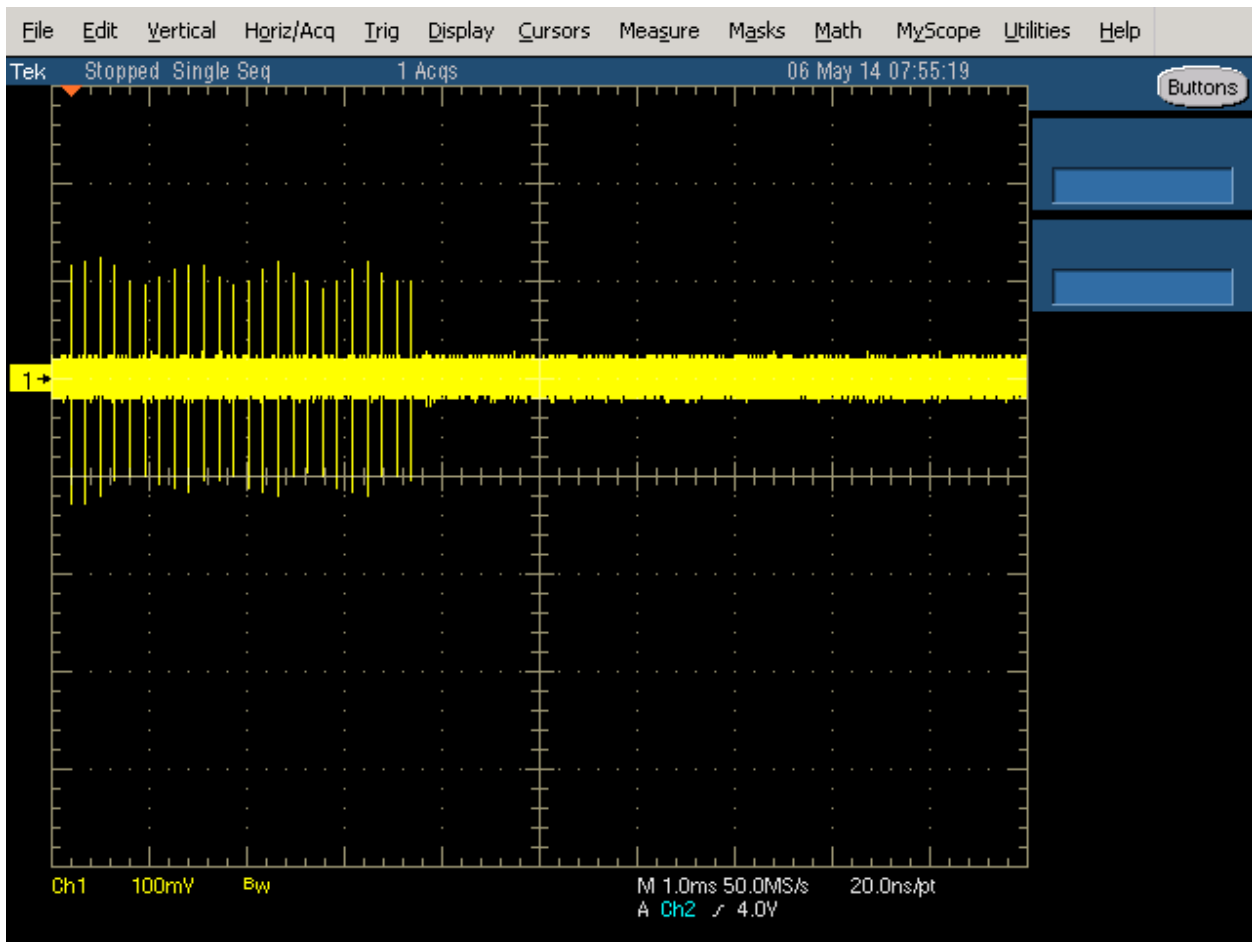 File Edit Vertical Horiz/Acq Trig Display Cursors Measure Masks Math MyScope Utilities Help
Tek Stopped Single Seq 1 Acqs 06 May 14 07:55:19 Buttons
1
Ch1 100mV Bw M 1.0ms 50.0MS/s 20.0ns/pt
A Ch2 ∕ 4.0V